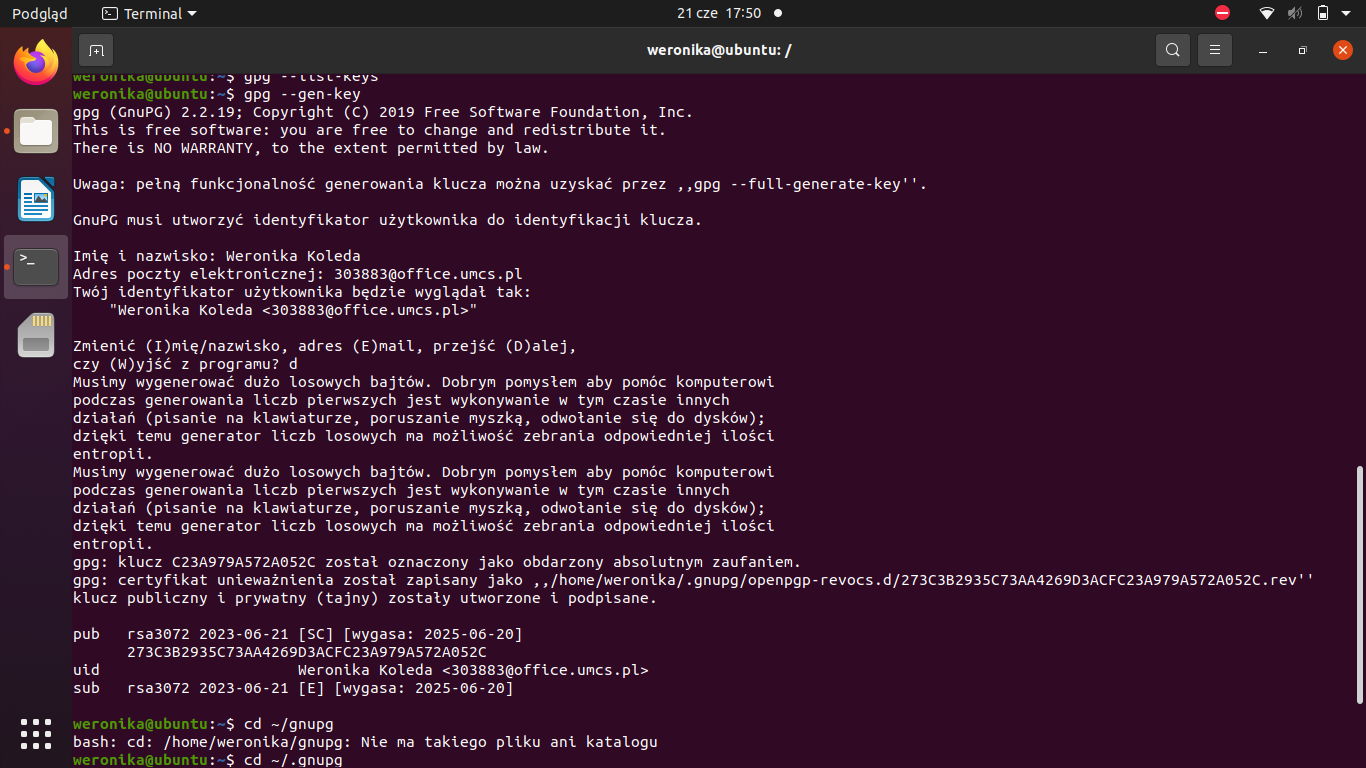 Podgląd
Terminal
21 cze 17:50
weronika@ubuntu: /
weronika@ubuntu:~$ gpg --list-keys
weronika@ubuntu:~$ gpg --gen-key
gpg (GnuPG) 2.2.19; Copyright (C) 2019 Free Software Foundation, Inc.
This is free software: you are free to change and redistribute it.
There is NO WARRANTY, to the extent permitted by law.
Uwaga: pełną funkcjonalność generowania klucza można uzyskać przez ,,gpg --full-generate-key''.
GnuPG musi utworzyć identyfikator użytkownika do identyfikacji klucza.
Imię i nazwisko: Weronika Koleda
Adres poczty elektronicznej: 303883@office.umcs.pl
Twój identyfikator użytkownika będzie wyglądał tak:
"Weronika Koleda <303883@office.umcs.pl>"
Zmienić (I)mię/nazwisko, adres (E)mail, przejść (D)alej,
czy (W)yjść z programu? d
Musimy wygenerować dużo losowych bajtów. Dobrym pomysłem aby pomóc komputerowi
podczas generowania liczb pierwszych jest wykonywanie w tym czasie innych
działań (pisanie na klawiaturze, poruszanie myszką, odwołanie się do dysków);
dzięki temu generator liczb losowych ma możliwość zebrania odpowiedniej ilości
entropii.
Musimy wygenerować dużo losowych bajtów. Dobrym pomysłem aby pomóc komputerowi
podczas generowania liczb pierwszych jest wykonywanie w tym czasie innych
działań (pisanie na klawiaturze, poruszanie myszką, odwołanie się do dysków);
dzięki temu generator liczb losowych ma możliwość zebrania odpowiedniej ilości
entropii.
gpg: klucz C23A979A572A052C został oznaczony jako obdarzony absolutnym zaufaniem.
gpg: certyfikat unieważnienia został zapisany jako ,,/home/weronika/.gnupg/openpgp-revocs.d/273C3B2935C73AA4269D3ACFC23A979A572A052C.rev''
klucz publiczny i prywatny (tajny) zostały utworzone i podpisane.
pub rsa3072 2023-06-21 [SC] [wygasa: 2025-06-20]
273C3B2935C73AA4269D3ACFC23A979A572A052C
uid Weronika Koleda <303883@office.umcs.pl>
sub rsa3072 2023-06-21 [E] [wygasa: 2025-06-20]
weronika@ubuntu:~$ cd ~/gnupg
bash: cd: /home/weronika/gnupg: Nie ma takiego pliku ani katalogu
weronika@ubuntu:~$ cd ~/.gnupg